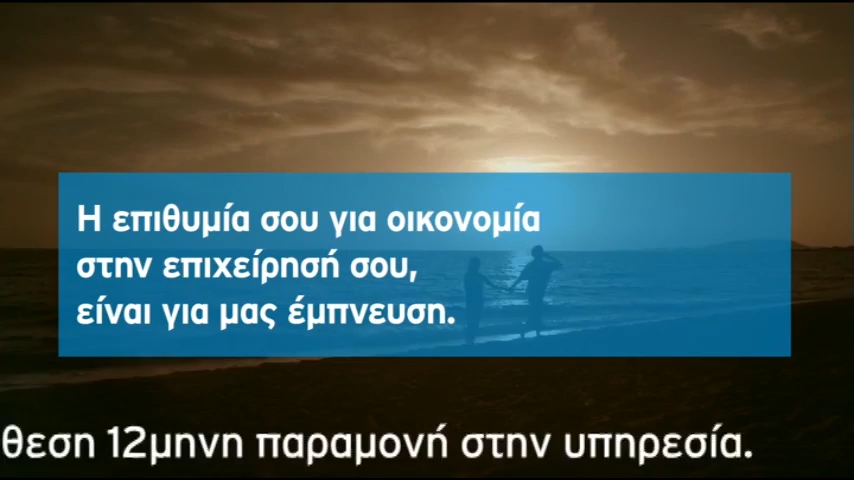 Η επιθυμία σου για οικονομία
στην επιχείρησή σου,
είναι για μας έμπνευση.
θεση 12μηνη παραμονή στην υπηρεσία.